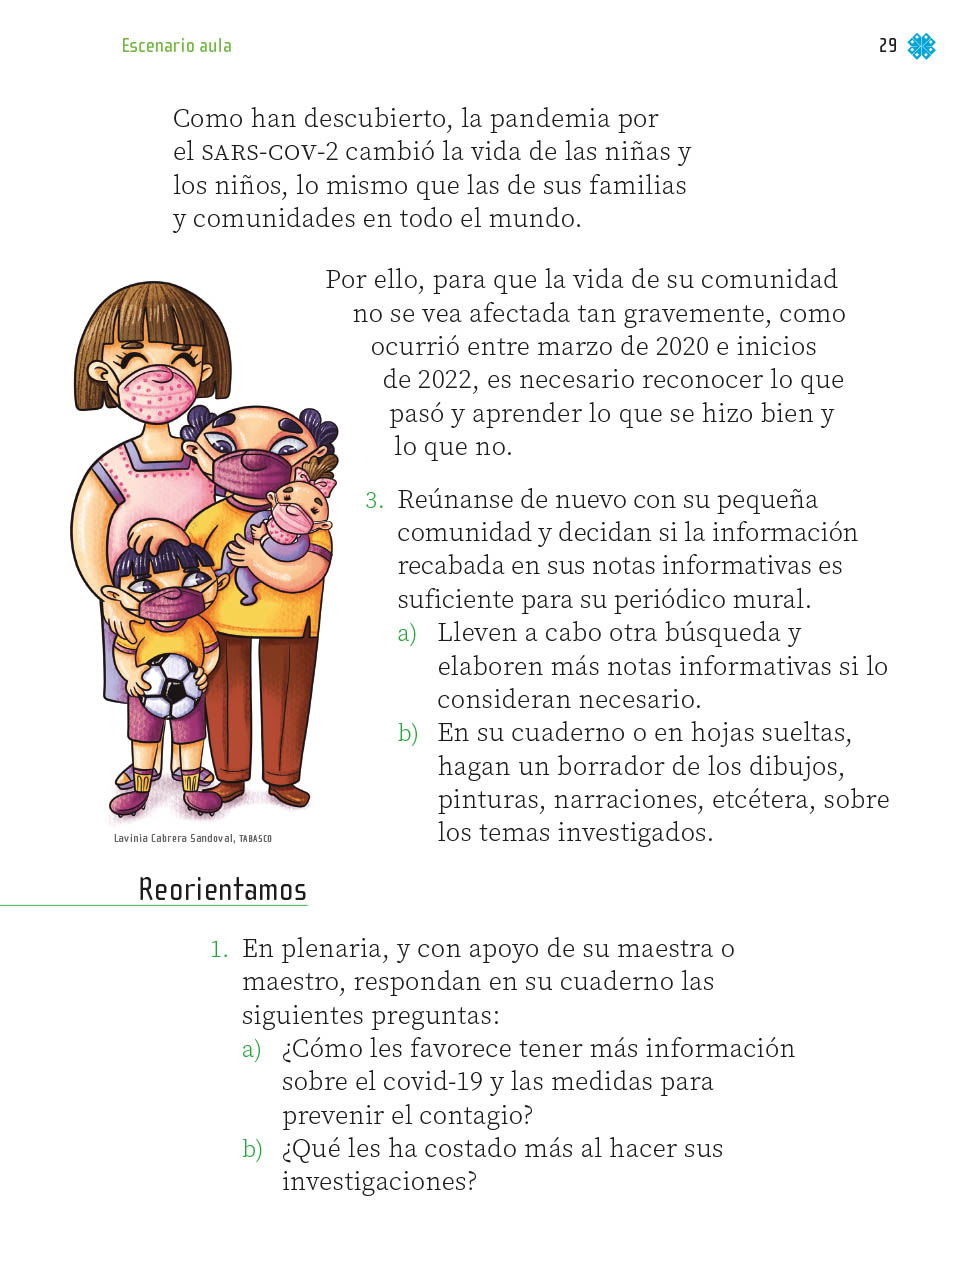 Escenario aula
29
Como han descubierto, la pandemia por
el SARS-COV-2 cambió la vida de las niñas y
los niños, lo mismo que las de sus familias
y comunidades en todo el mundo.
Por ello, para que la vida de su comunidad
no se vea afectada tan gravemente, como
ocurrió entre marzo de 2020 e inicios
de 2022, es necesario reconocer lo que
pasó y aprender lo que se hizo bien y
lo que no.
3. Reúnanse de nuevo con su pequeña
comunidad y decidan si la información
recabada en sus notas informativas es
suficiente para su periódico mural.
a) Lleven a cabo otra búsqueda y
elaboren más notas informativas si lo
consideran necesario.
b) En su cuaderno o en hojas sueltas,
hagan un borrador de los dibujos,
pinturas, narraciones, etcétera, sobre
los temas investigados.
Lavinia Cabrera Sandoval, TABASCO
Reorientamos
1. En plenaria, y con apoyo de su maestra o
maestro, respondan en su cuaderno las
siguientes preguntas:
a) ¿Cómo les favorece tener más información
sobre el covid-19 y las medidas para
prevenir el contagio?
b) ¿Qué les ha costado más al hacer sus
investigaciones?